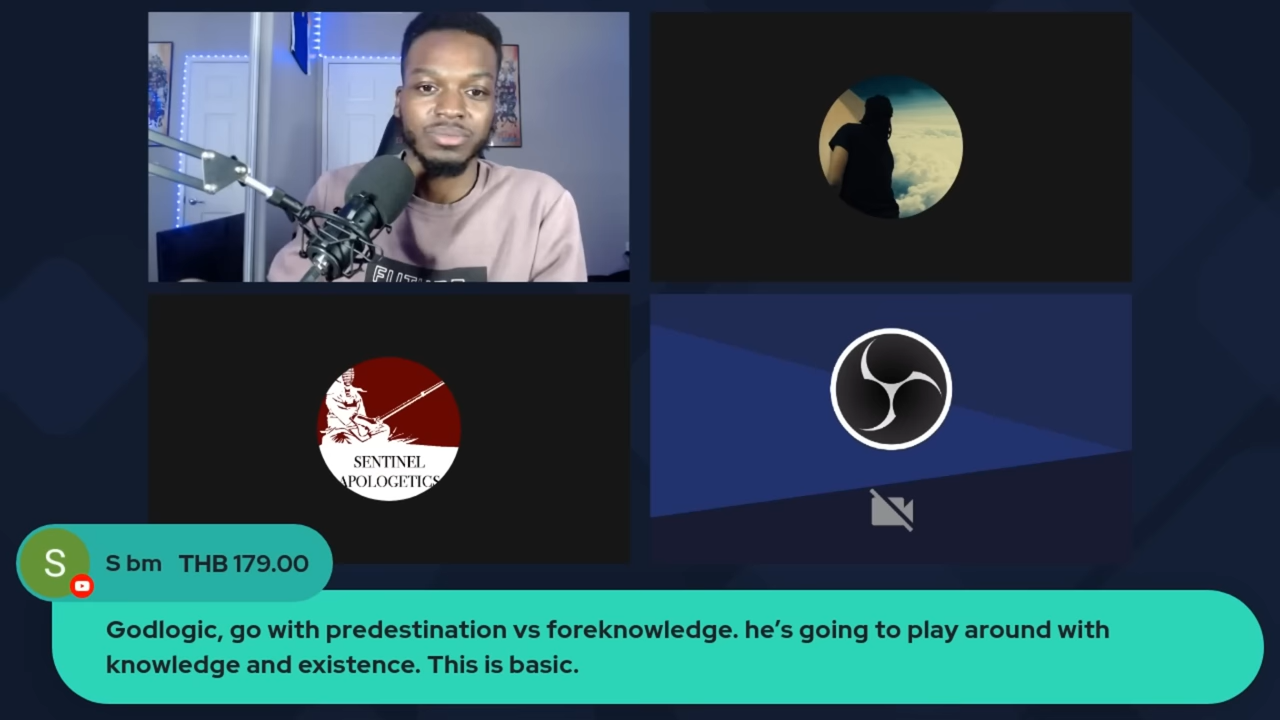 FUTURE
SENTINEL
APOLOGETICS
S
S bm THB 179.00
Godlogic, go with predestination vs foreknowledge. he’s going to play around with
knowledge and existence. This is basic.